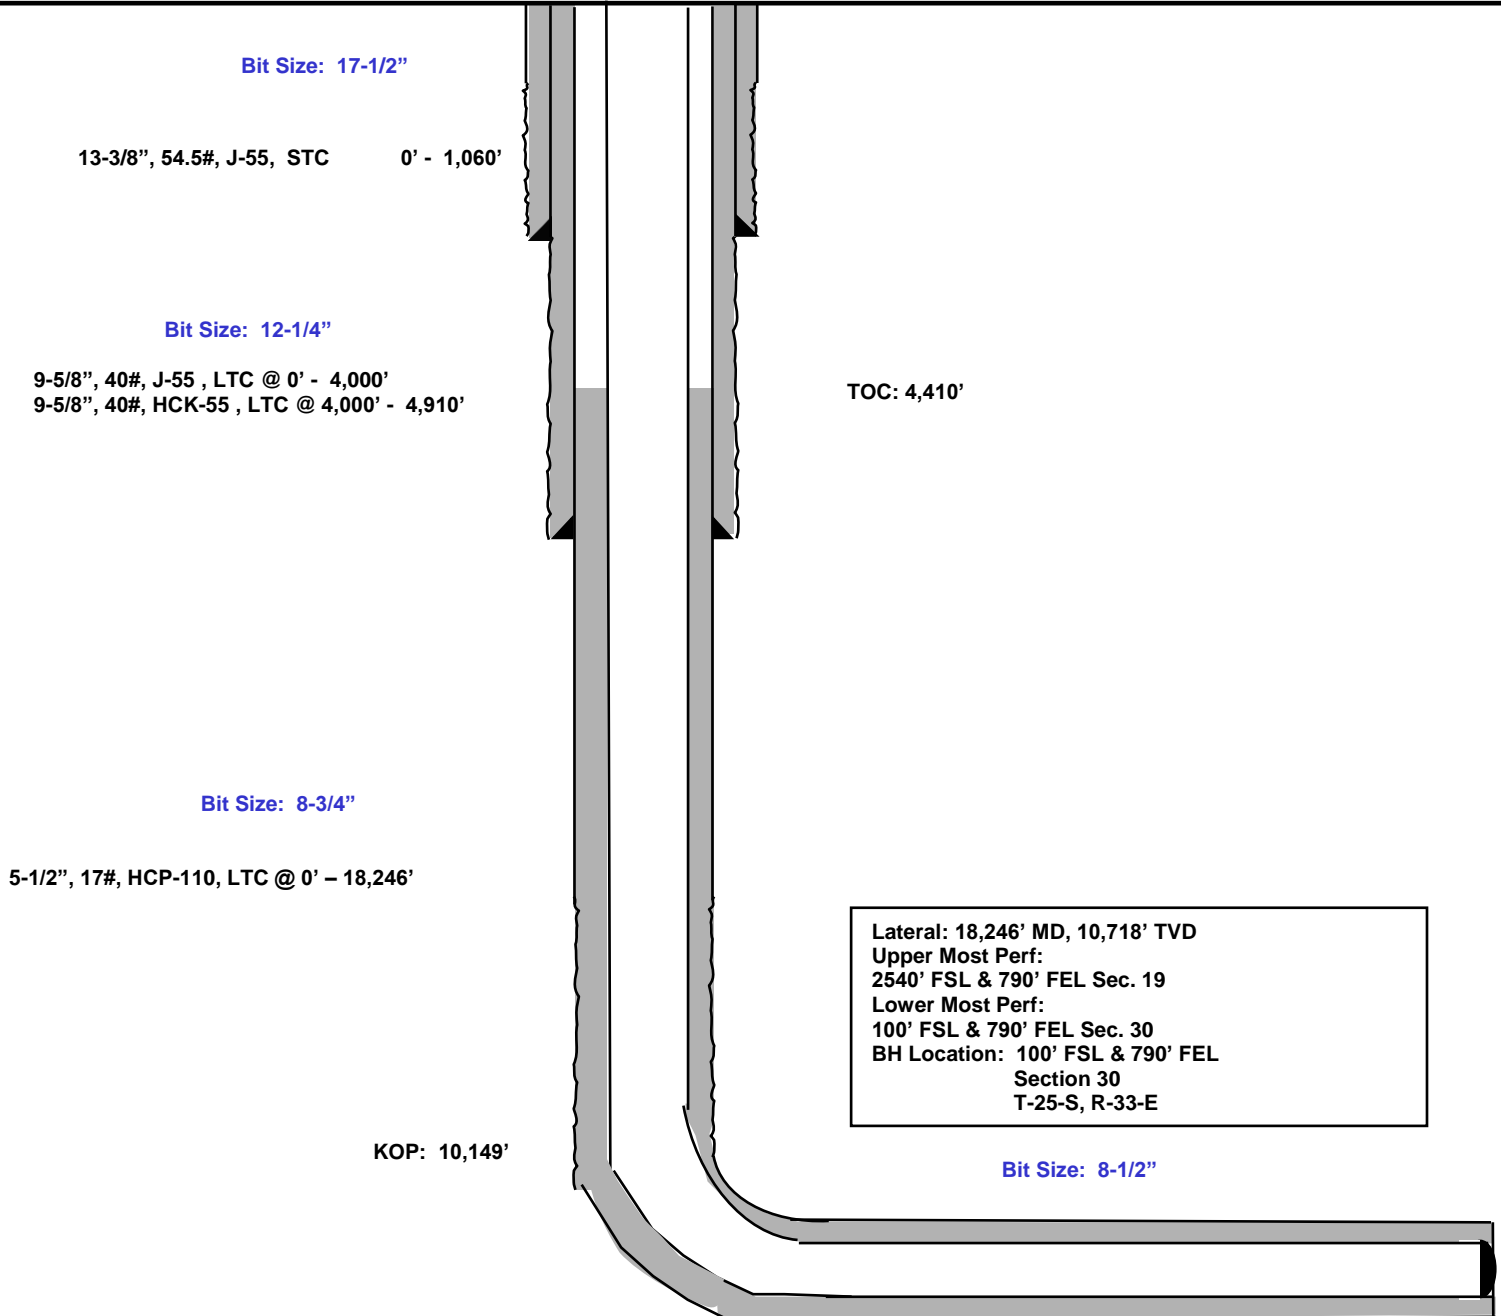 Bit Size: 17-1/2”
13-3/8”, 54.5#, J-55, STC 0’ - 1,060’
Bit Size: 12-1/4”
9-5/8”, 40#, J-55 , LTC @ 0’ - 4,000’
9-5/8”, 40#, HCK-55 , LTC @ 4,000’ - 4,910’
TOC: 4,410’
Bit Size: 8-3/4”
5-1/2”, 17#, HCP-110, LTC @ 0’ – 18,246’
Lateral: 18,246’ MD, 10,718’ TVD
Upper Most Perf:
2540’ FSL & 790’ FEL Sec. 19
Lower Most Perf:
100’ FSL & 790’ FEL Sec. 30
BH Location: 100’ FSL & 790’ FEL
Section 30
T-25-S, R-33-E
KOP: 10,149’
Bit Size: 8-1/2”